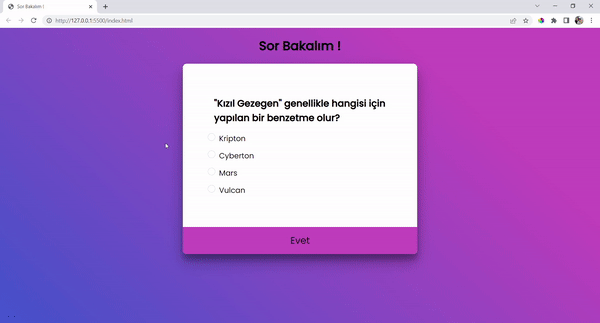 Sor Bakalım !
http://127.0.0.1:5500/index.html
Sor Bakalım !
"Kızıl Gezegen" genellikle hangisi için
yapılan bir benzetme olur?
Kripton
Cyberton
Mars
Vulcan
Evet